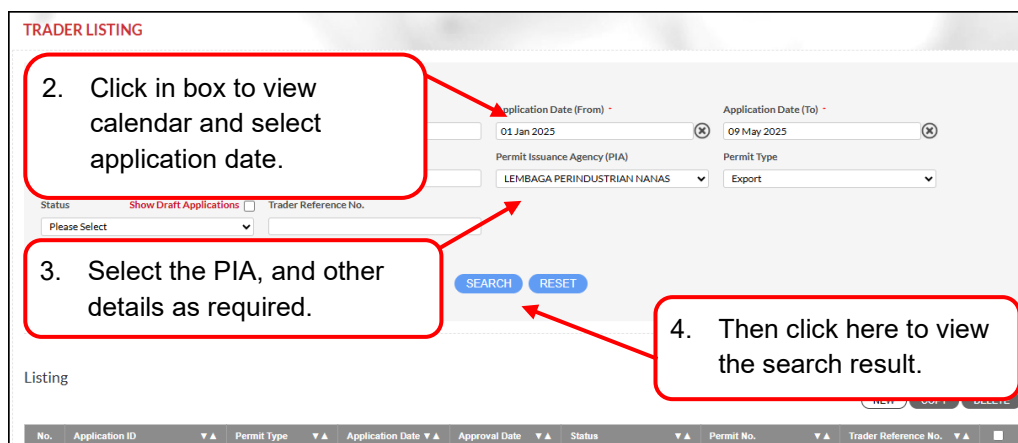 TRADER LISTING
2. Click in box to view
calendar and select
application date.
Application Date (From) -
Application Date (To) -
01 Jan 2025
09 May 2025
Permit Issuance Agency (PIA)
Permit Type
LEMBAGA PERINDUSTRIAN NANAS
Export
Status
Show Draft Applications
Trader Reference No.
Please Select
3. Select the PIA, and other
details as required.
SEARCH
RESET
4. Then click here to view
the search result.
Listing
NEW COPY DELETE
No. Application ID ▼▲ Permit Type ▼▲ Application Date ▼▲ Approval Date ▼▲ Status ▼▲ Permit No. ▼▲ Trader Reference No. ▼▲